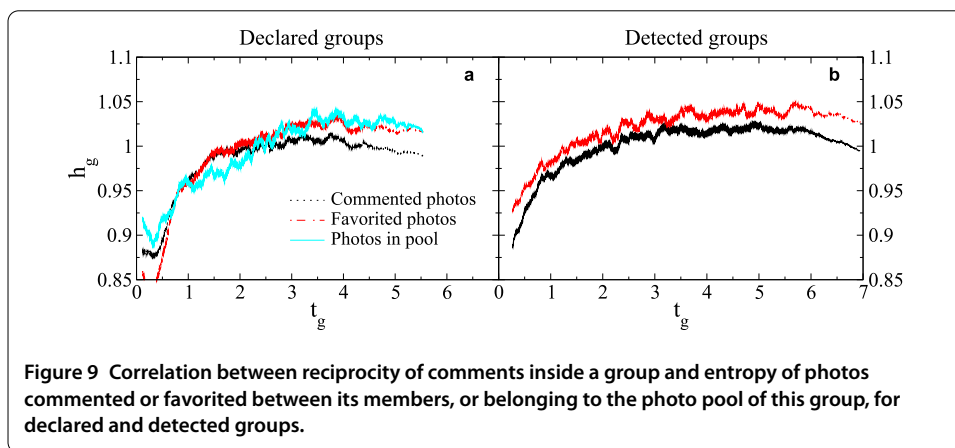 Declared groups
Detected groups
1.1
1.05
1
0.95
0.9
0.85
h_g
a
Commented photos
Favorited photos
Photos in pool
0 1 2 3 4 5 6
t_g
b
0 1 2 3 4 5 6 7
t_g
1.1
1.05
1
0.95
0.9
0.85
Figure 9 Correlation between reciprocity of comments inside a group and entropy of photos
commented or favorited between its members, or belonging to the photo pool of this group, for
declared and detected groups.